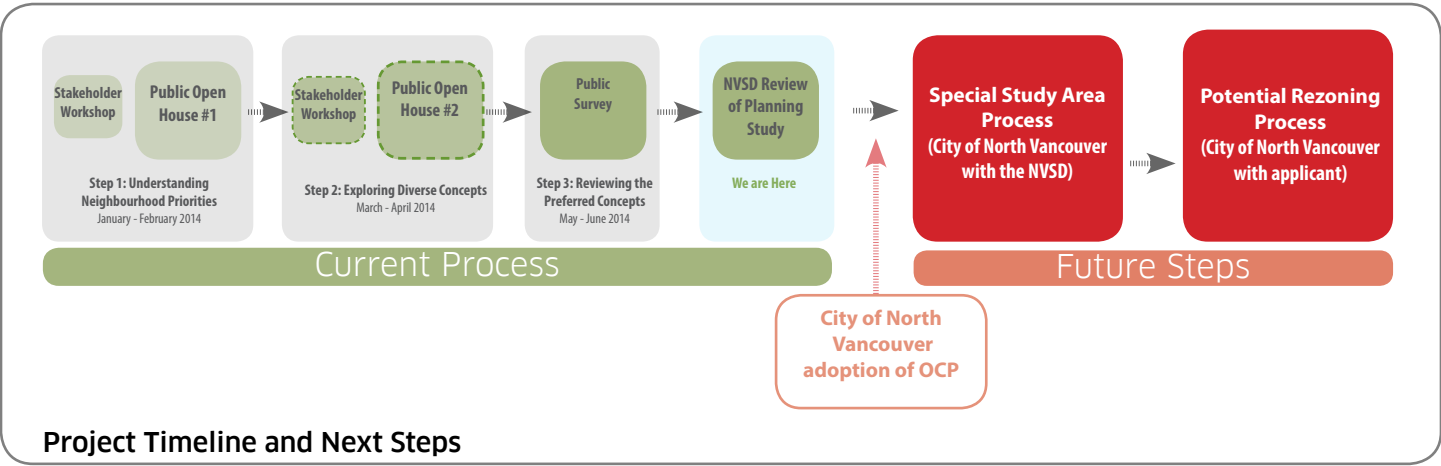 Stakeholder
Workshop
Public Open
House #1
Step 1: Understanding
Neighbourhood Priorities
January - February 2014
Stakeholder
Workshop
Public Open
House #2
Step 2: Exploring Diverse Concepts
March - April 2014
Public
Survey
Step 3: Reviewing the
Preferred Concepts
May - June 2014
NVSD Review
of Planning
Study
We are Here
Special Study Area
Process
(City of North Vancouver
with the NVSD)
Potential Rezoning
Process
(City of North Vancouver
with applicant)
Current Process
Future Steps
City of North
Vancouver
adoption of OCP
Project Timeline and Next Steps